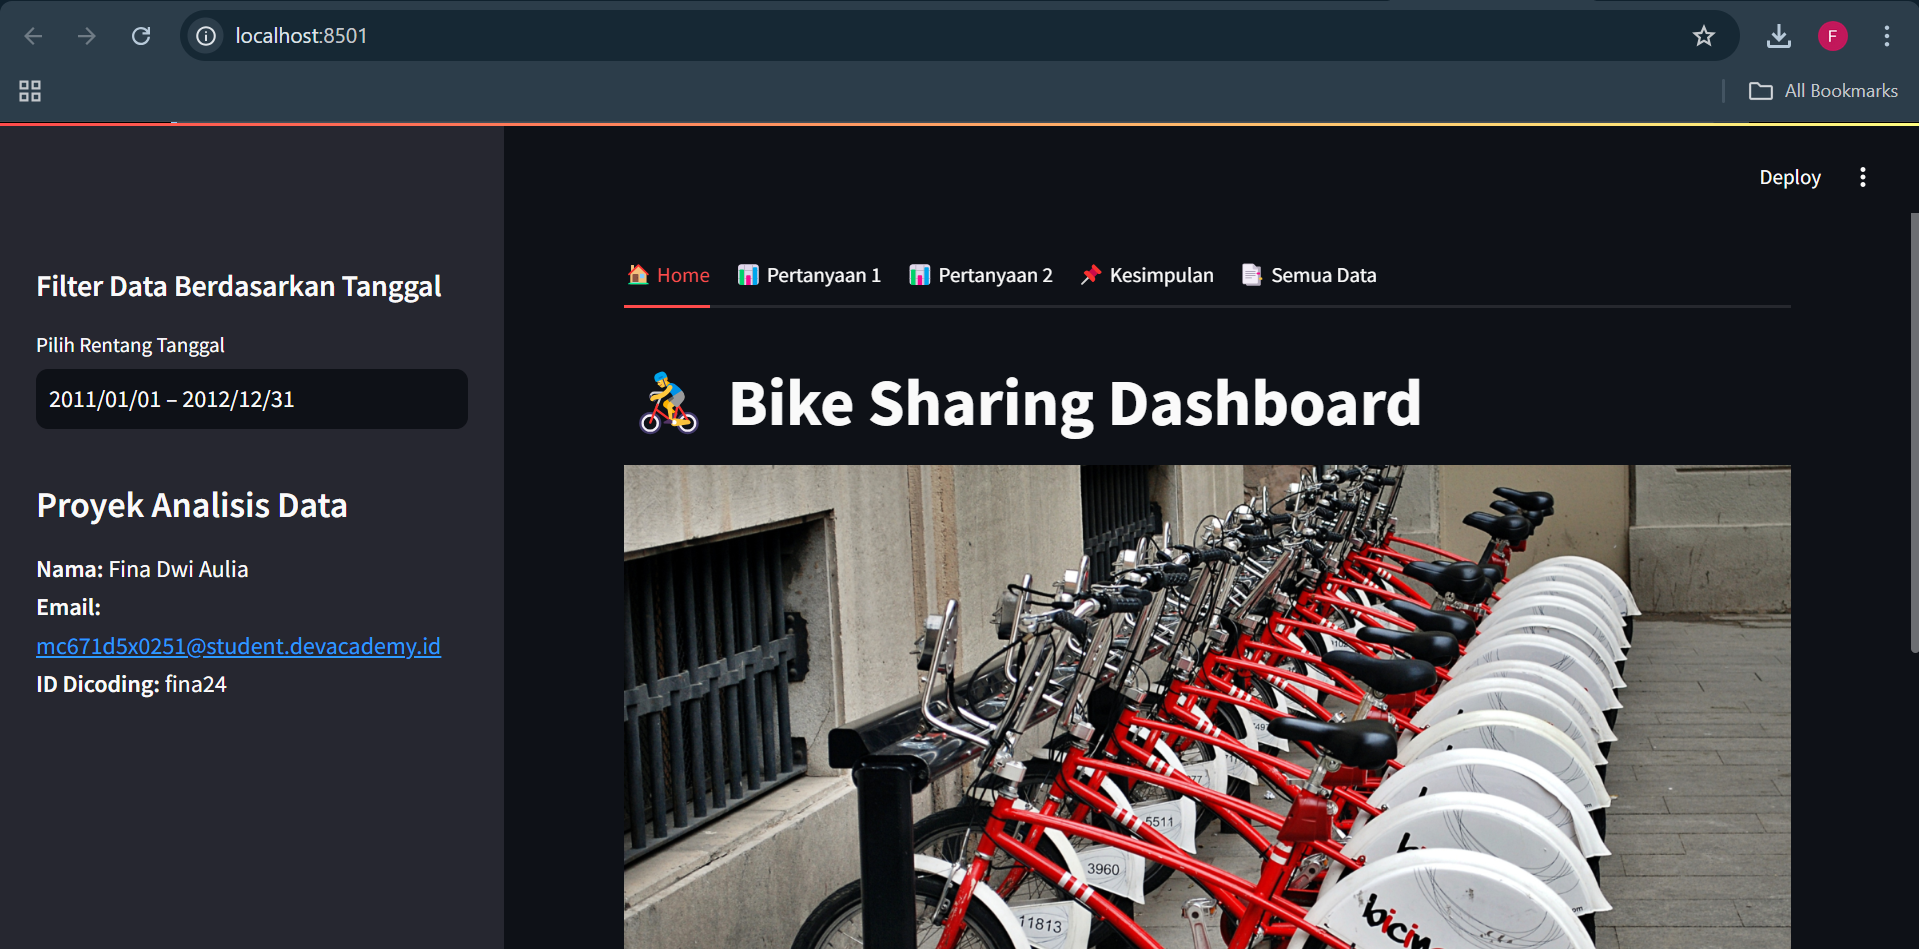 localhost:8501
F
All Bookmarks
Deploy
Filter Data Berdasarkan Tanggal
Pilih Rentang Tanggal
2011/01/01 – 2012/12/31
Proyek Analisis Data
Nama: Fina Dwi Aulia
Email:
mc671d5x0251@student.devacademy.id
ID Dicoding: fina24
Home
Pertanyaan 1
Pertanyaan 2
Kesimpulan
Semua Data
Bike Sharing Dashboard
5511
3960
11813